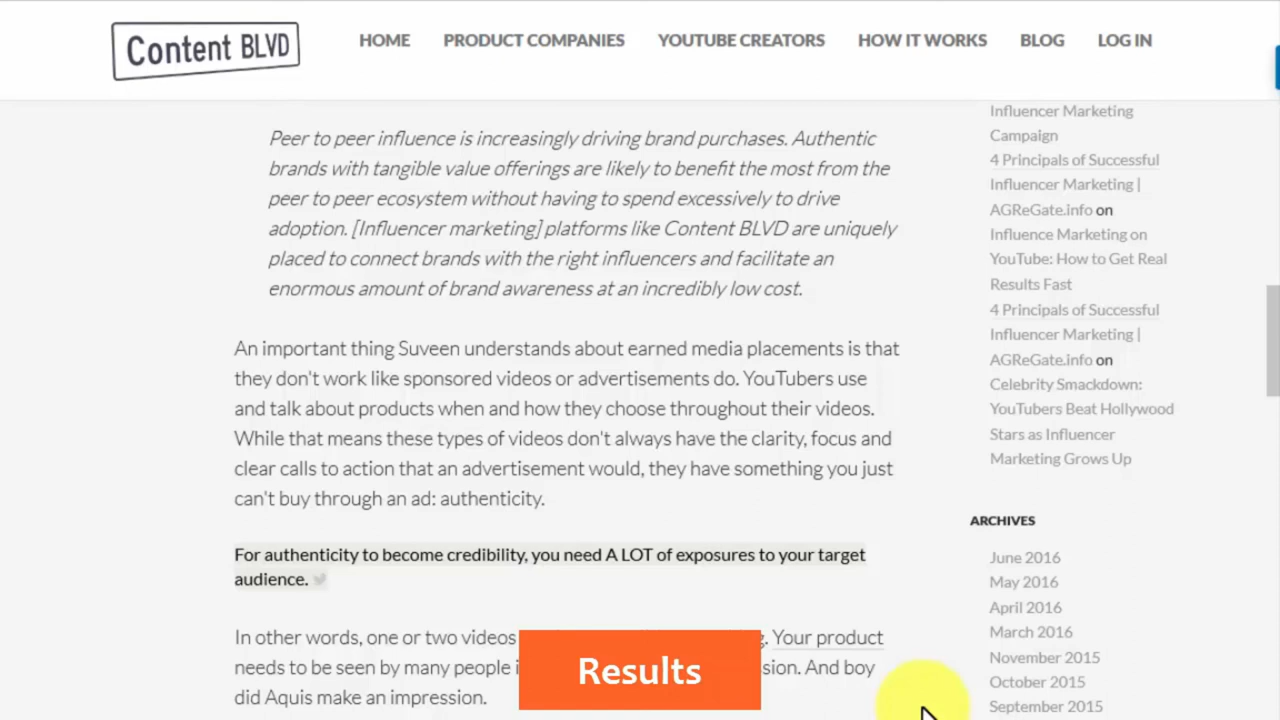 Content BLVD
HOME
PRODUCT COMPANIES
YOUTUBE CREATORS
HOW IT WORKS
BLOG
LOG IN
Peer to peer influence is increasingly driving brand purchases. Authentic
brands with tangible value offerings are likely to benefit the most from the
peer to peer ecosystem without having to spend excessively to drive
adoption. [Influencer marketing] platforms like Content BLVD are uniquely
placed to connect brands with the right influencers and facilitate an
enormous amount of brand awareness at an incredibly low cost.
An important thing Suveen understands about earned media placements is that
they don't work like sponsored videos or advertisements do. YouTubers use
and talk about products when and how they choose throughout their videos.
While that means these types of videos don't always have the clarity, focus and
clear calls to action that an advertisement would, they have something you just
can't buy through an ad: authenticity.
For authenticity to become credibility, you need A LOT of exposures to your target
audience.
In other words, one or two videos
. Your product
needs to be seen by many people
sion. And boy
did Aquis make an impression.
Results
Influencer Marketing
Campaign
4 Principals of Successful
Influencer Marketing |
AGReGate.info on
Influence Marketing on
YouTube: How to Get Real
Results Fast
4 Principals of Successful
Influencer Marketing |
AGReGate.info on
Celebrity Smackdown:
YouTubers Beat Hollywood
Stars as Influencer
Marketing Grows Up
ARCHIVES
June 2016
May 2016
April 2016
March 2016
November 2015
October 2015
September 2015